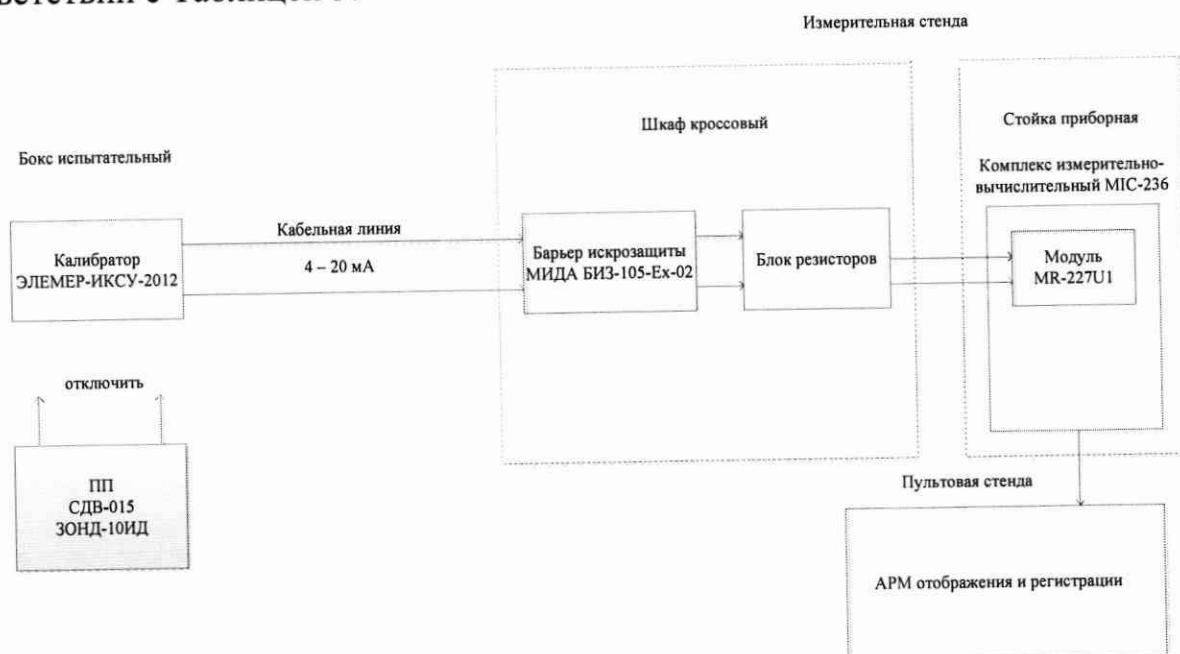 Измерительная стенда
Шкаф кроссовый
Стойка приборная
Бокс испытательный
Комплекс измерительно-
вычислительный MIC-236
Калибратор
ЭЛЕМЕР-ИКСУ-2012
Кабельная линия
4 – 20 мА
Барьер искрозащиты
МИДА БИЗ-105-Ex-02
Блок резисторов
Модуль
MR-227U1
отключить
ПП
СДВ-015
ЗОНД-10ИД
Пультовая стенда
АРМ отображения и регистрации